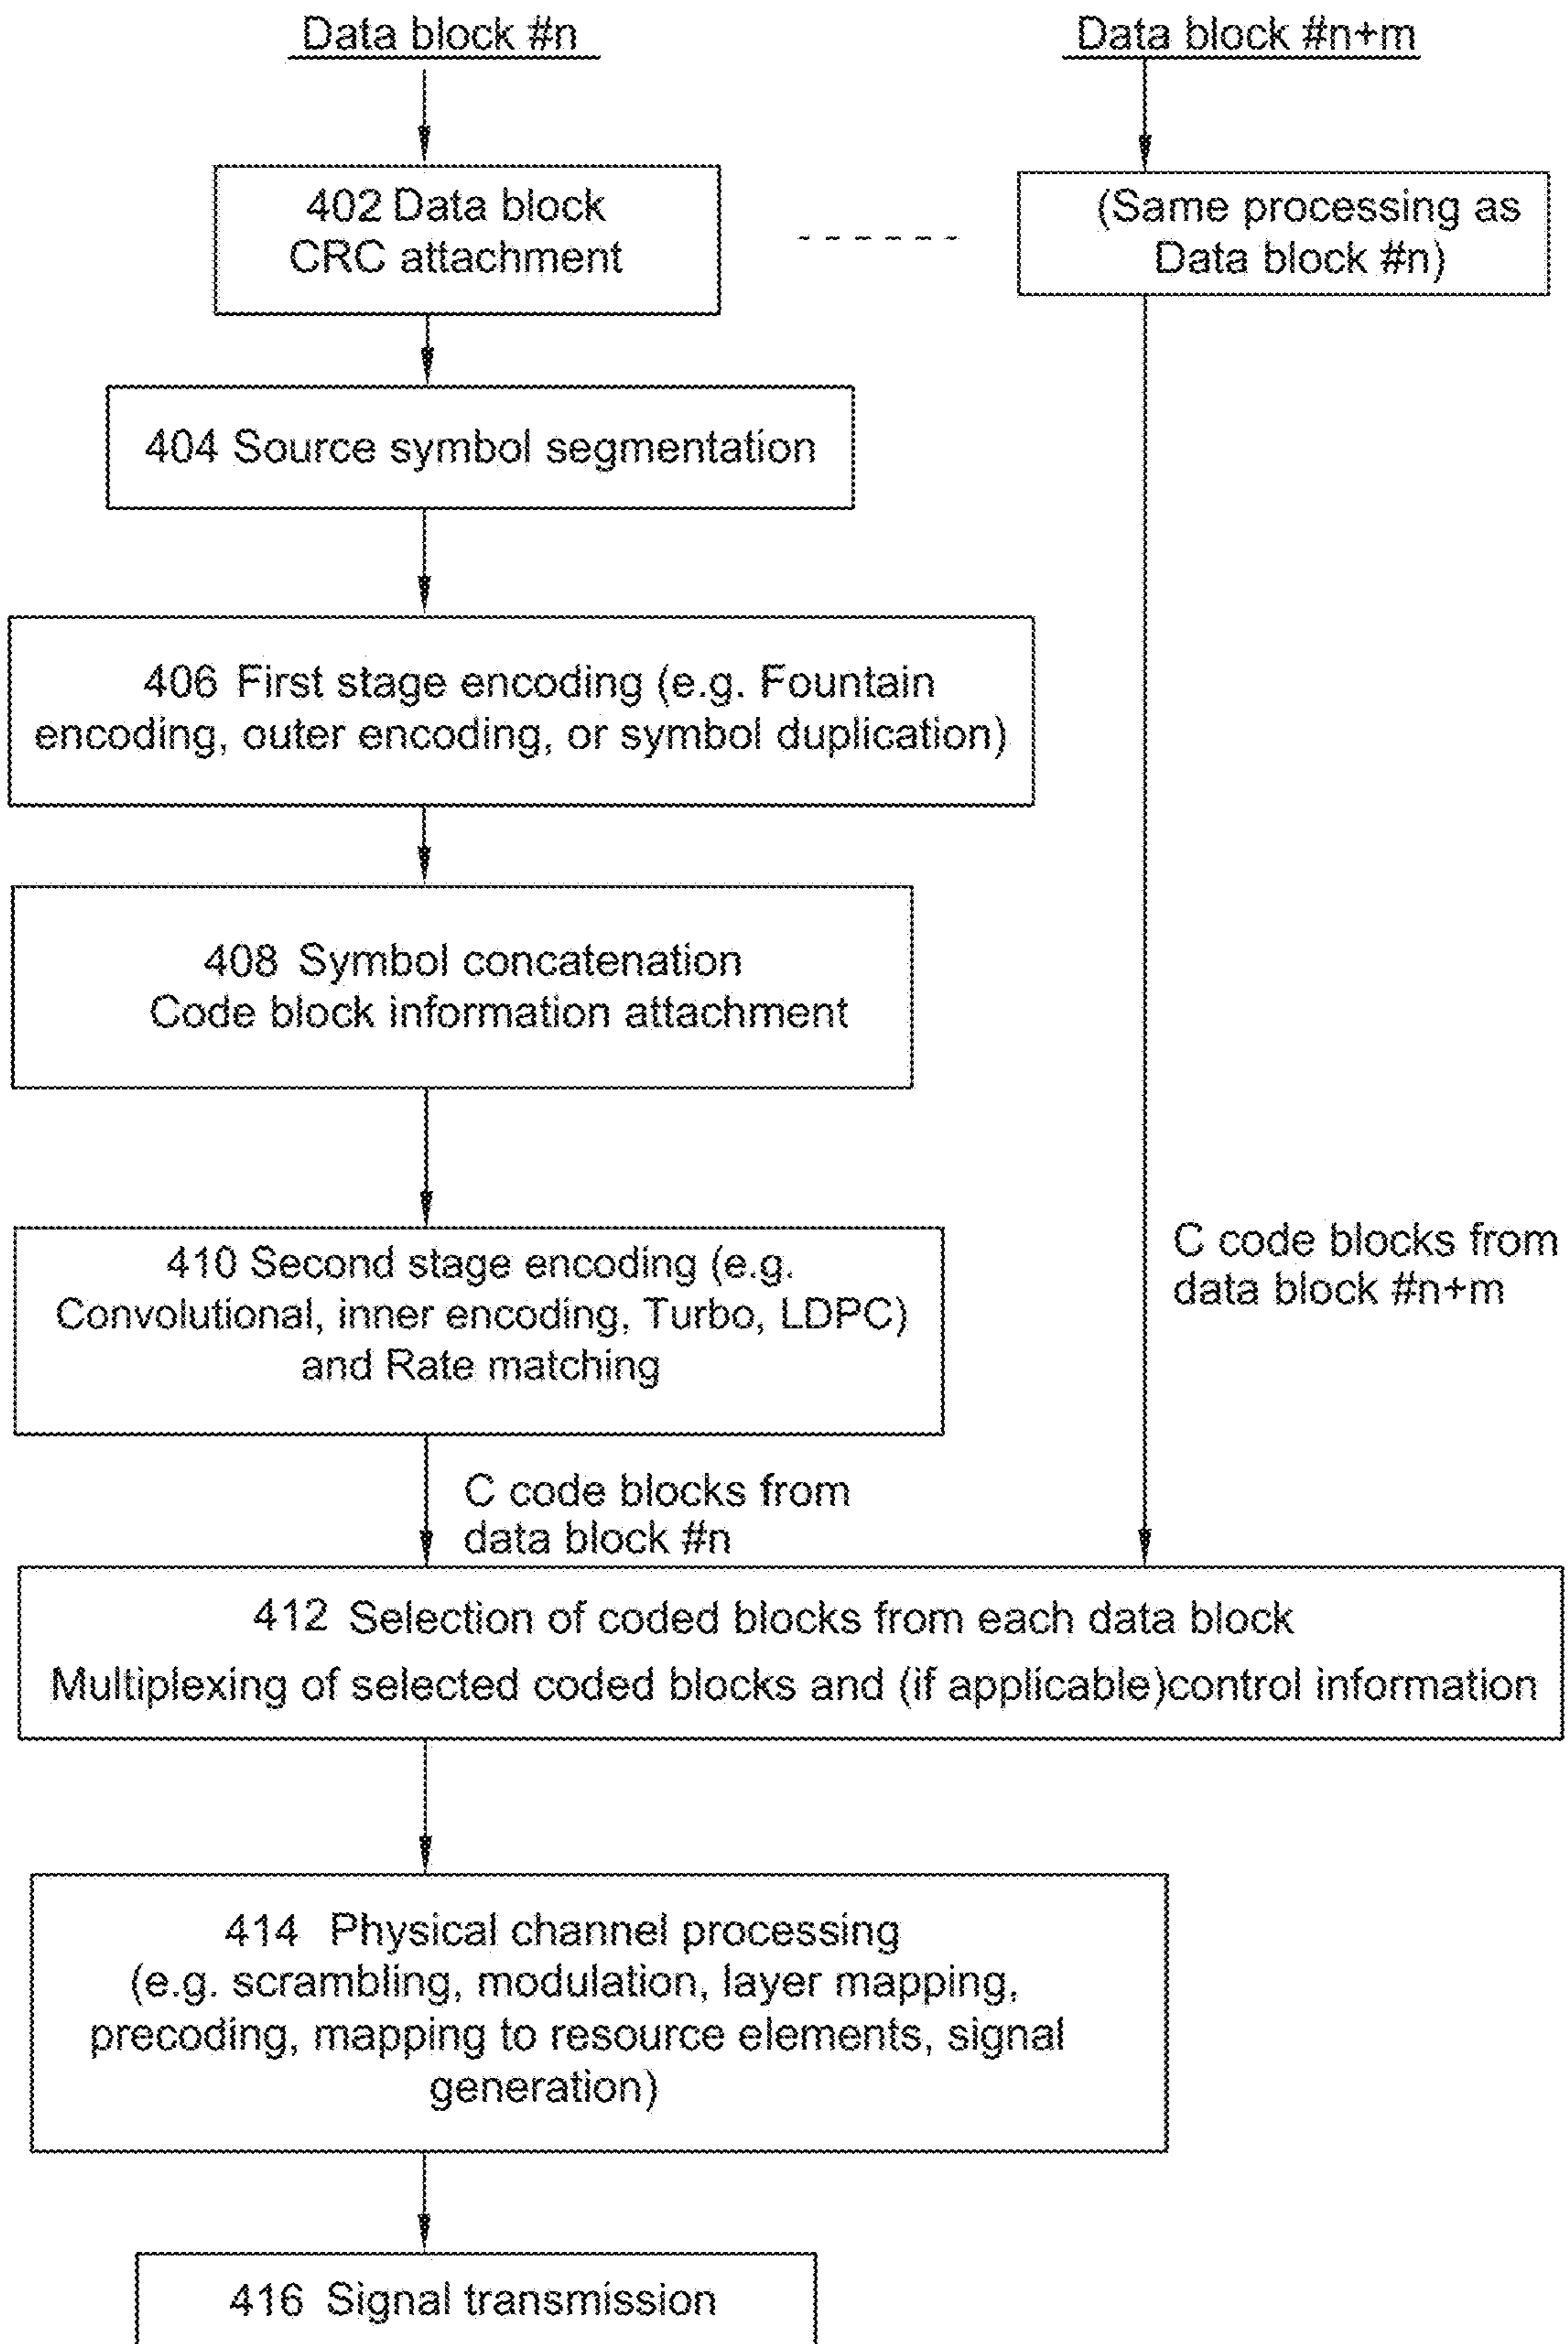 Data block #n
Data block #n+m
402 Data block
CRC attachment
(Same processing as
Data block #n)
404 Source symbol segmentation
406 First stage encoding (e.g. Fountain
encoding, outer encoding, or symbol duplication)
408 Symbol concatenation
Code block information attachment
410 Second stage encoding (e.g.
Convolutional, inner encoding, Turbo, LDPC)
and Rate matching
C code blocks from
data block #n+m
C code blocks from
data block #n
412 Selection of coded blocks from each data block
Multiplexing of selected coded blocks and (if applicable)control information
414 Physical channel processing
(e.g. scrambling, modulation, layer mapping,
precoding, mapping to resource elements, signal
generation)
416 Signal transmission